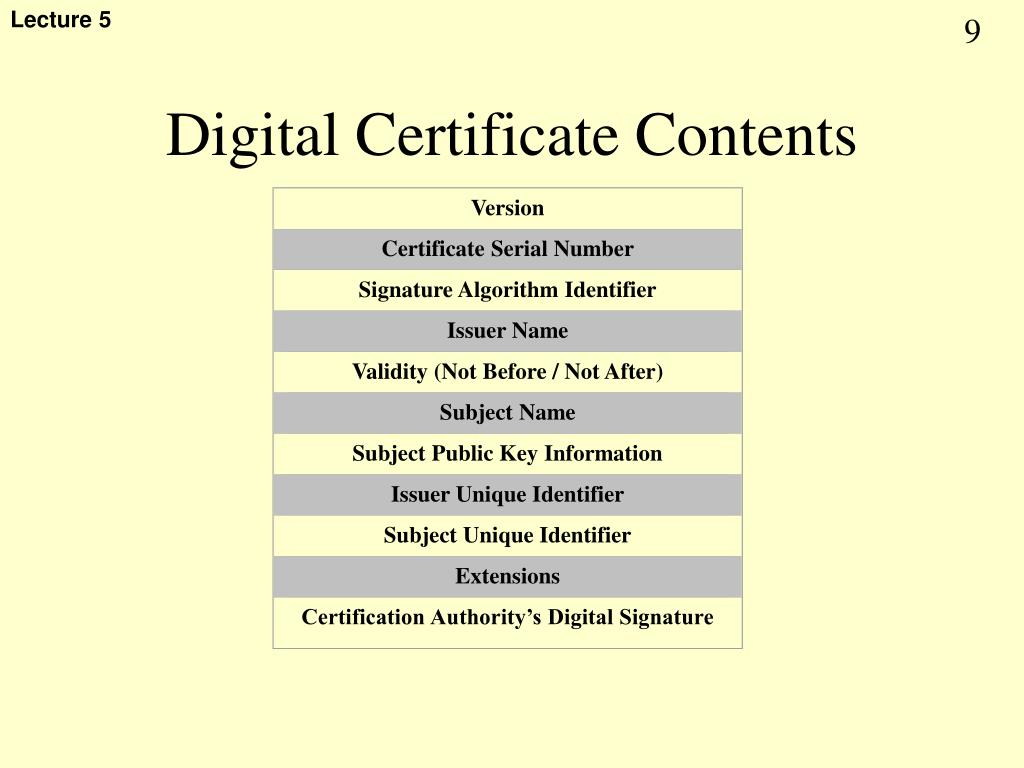 Lecture 5
9
Digital Certificate Contents
Version
Certificate Serial Number
Signature Algorithm Identifier
Issuer Name
Validity (Not Before / Not After)
Subject Name
Subject Public Key Information
Issuer Unique Identifier
Subject Unique Identifier
Extensions
Certification Authority’s Digital Signature